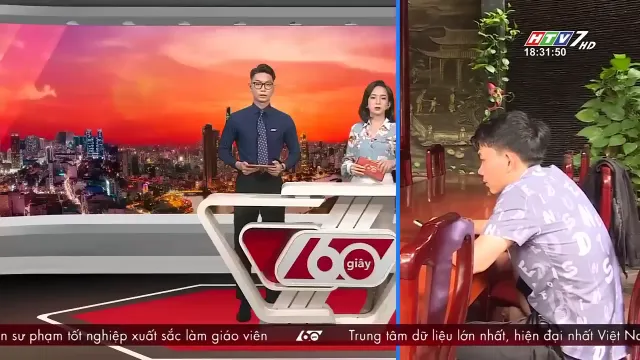 HTV7 HD
18:31:50
60 giây
n sư phạm tốt nghiệp xuất sắc làm giáo viên 60 Trung tâm dữ liệu lớn nhất, hiện đại nhất Việt N